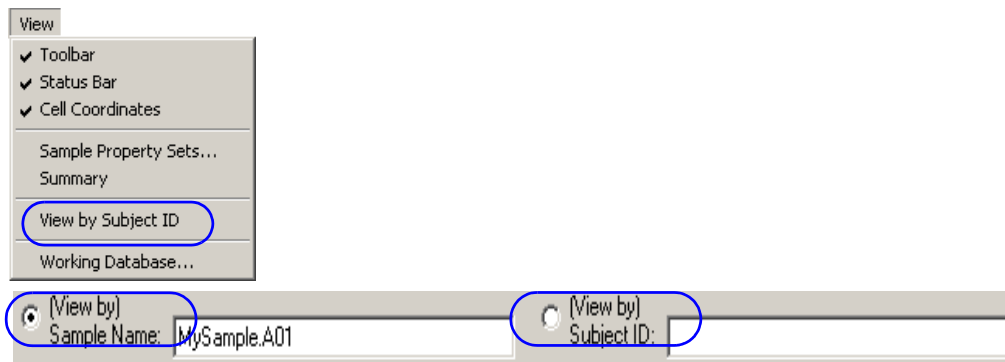 View
Toolbar
Status Bar
Cell Coordinates
Sample Property Sets...
Summary
View by Subject ID
Working Database...
(View by)
Sample Name: MySample.A01
(View by)
Subject ID: